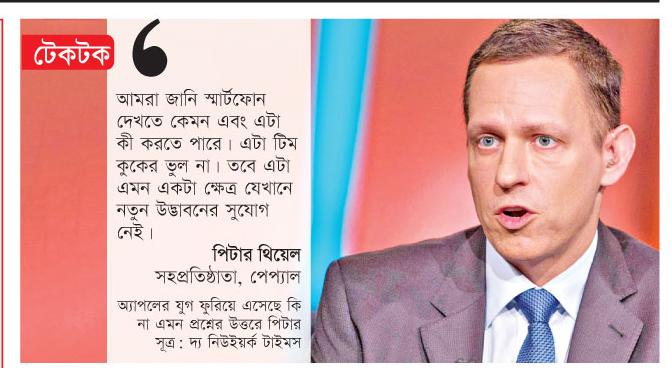 টেকটক
আমরা জানি স্মার্টফোন
দেখতে কেমন এবং এটা
কী করতে পারে। এটা টিম
কুকের ভুল না। তবে এটা
এমন একটা ক্ষেত্র যেখানে
নতুন উদ্ভাবনের সুযোগ
নেই।
পিটার থিয়েল
সহপ্রতিষ্ঠাতা, পেপ্যাল
অ্যাপলের যুগ ফুরিয়ে এসেছে কি
না এমন প্রশ্নের উত্তরে পিটার
সূত্র : দ্য নিউইয়র্ক টাইমস